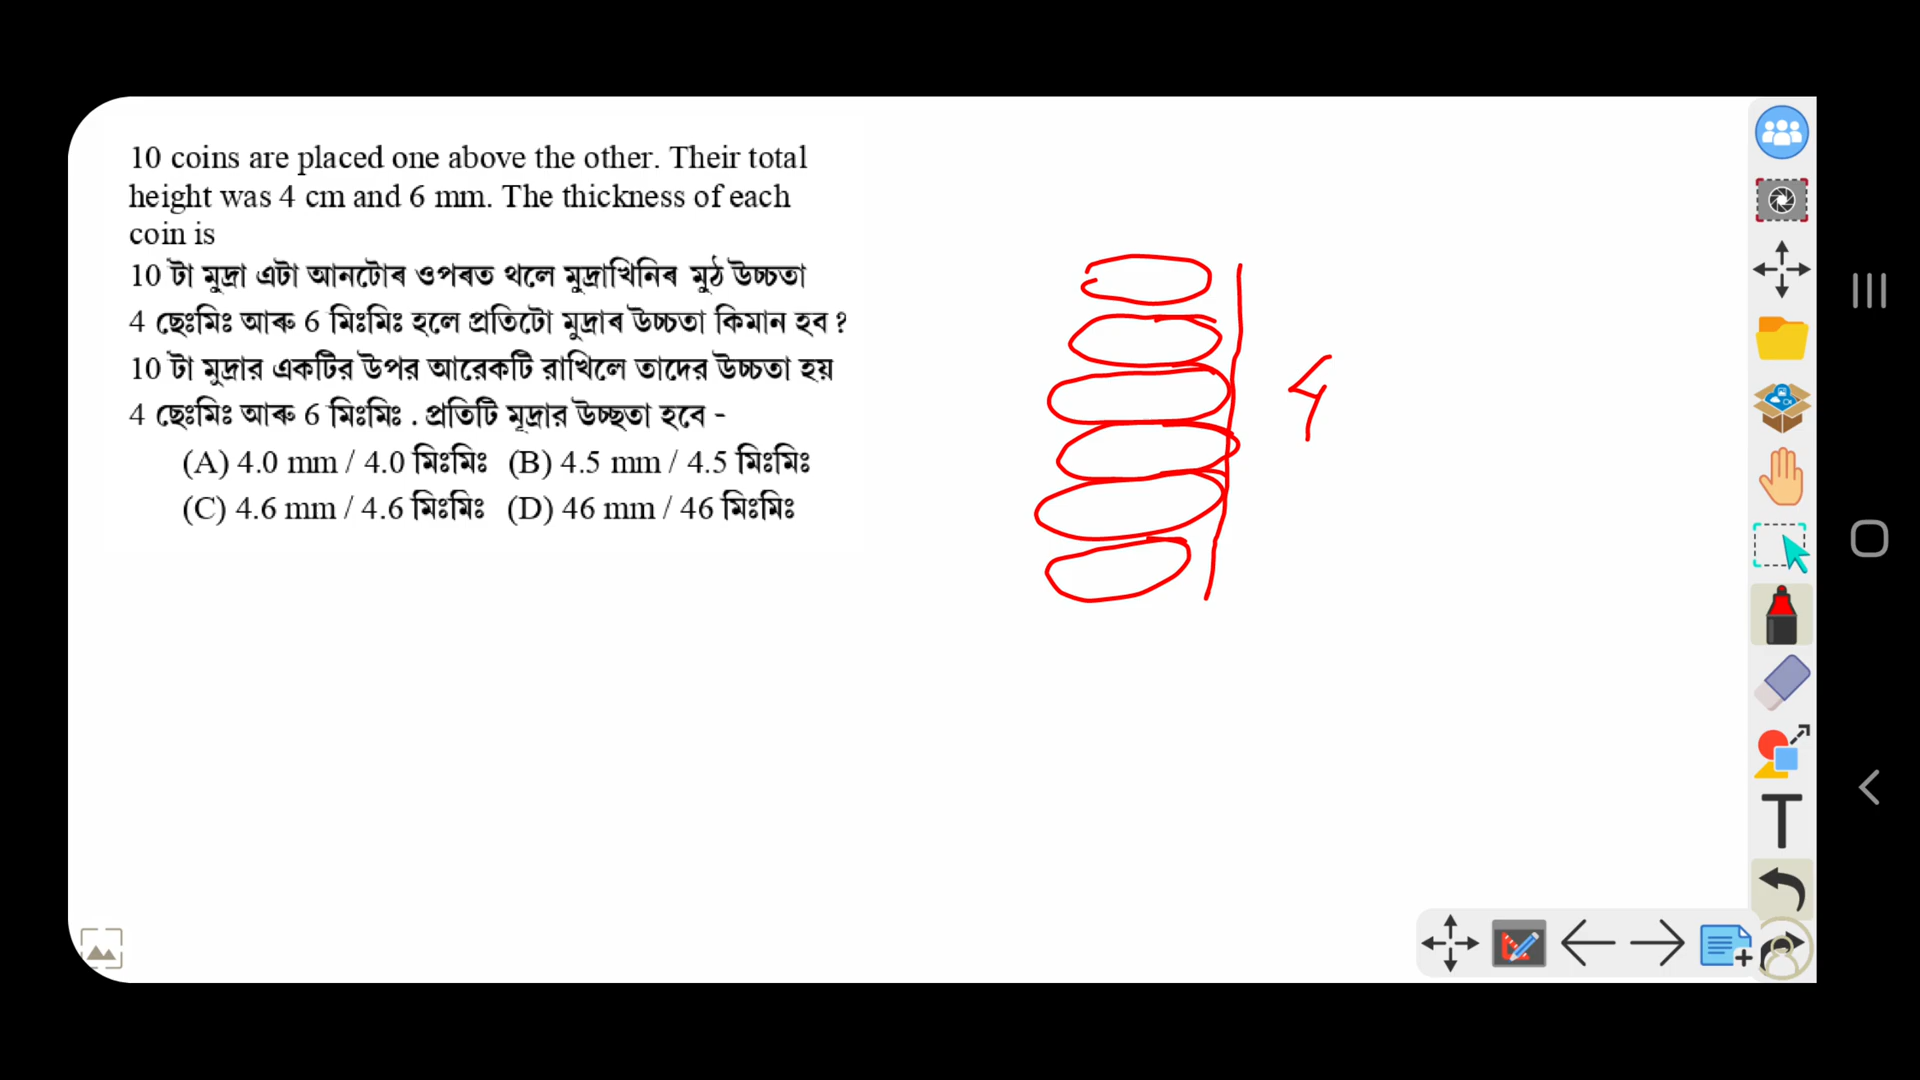 10 coins are placed one above the other. Their total
height was 4 cm and 6 mm. The thickness of each
coin is
10 টা মুদ্ৰা এটা আনটোৰ ওপৰত থলে মুদ্ৰাখিনিৰ মুঠ উচ্চতা
4 ছেঃমিঃ আৰু 6 মিঃমিঃ হলে প্ৰতিটো মুদ্ৰাৰ উচ্চতা কিমান হব ?
10 টা মুদ্রার একটির উপর আরেকটি রাখিলে তাদের উচ্চতা হয়
4 ছেঃমিঃ আৰু 6 মিঃমিঃ . প্রতিটি মূদ্রার উচ্ছতা হবে -
(A) 4.0 mm / 4.0 মিঃমিঃ (B) 4.5 mm / 4.5 মিঃমিঃ
(C) 4.6 mm / 4.6 মিঃমিঃ (D) 46 mm / 46 মিঃমিঃ
4
T